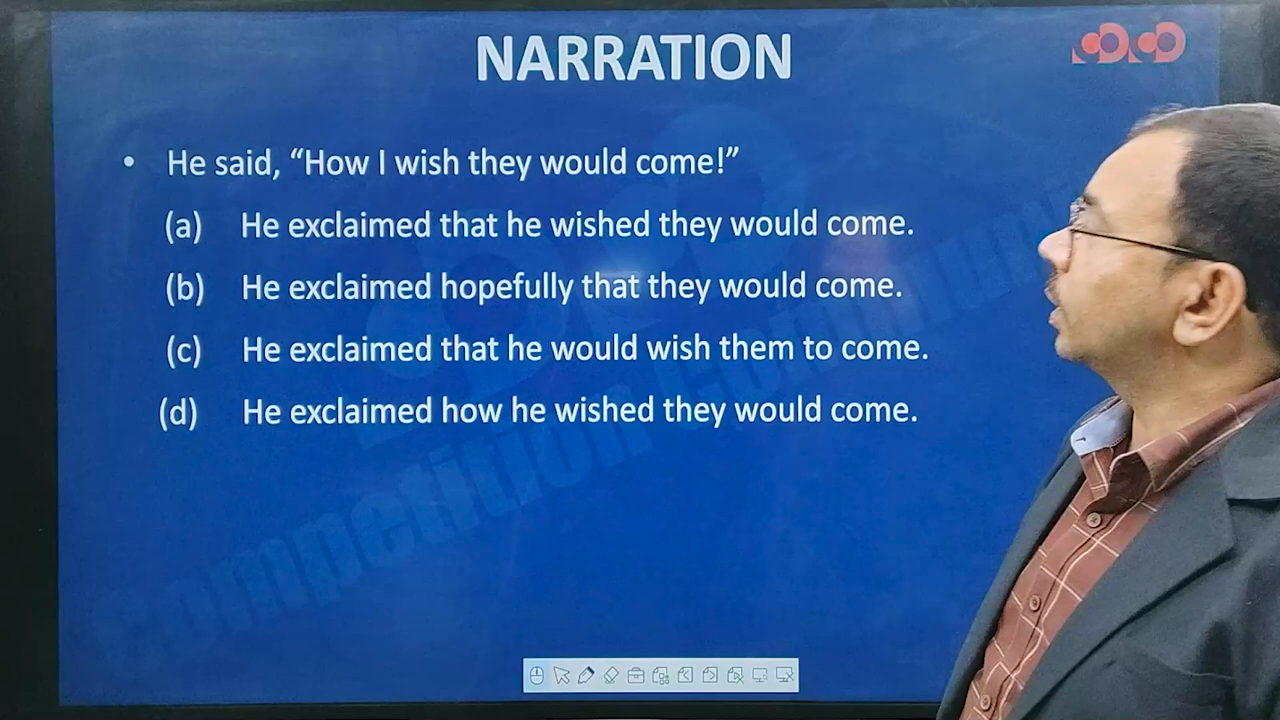 NARRATION
• He said, “How I wish they would come!”
(a) He exclaimed that he wished they would come.
(b) He exclaimed hopefully that they would come.
(c) He exclaimed that he would wish them to come.
(d) He exclaimed how he wished they would come.
Competition Communi